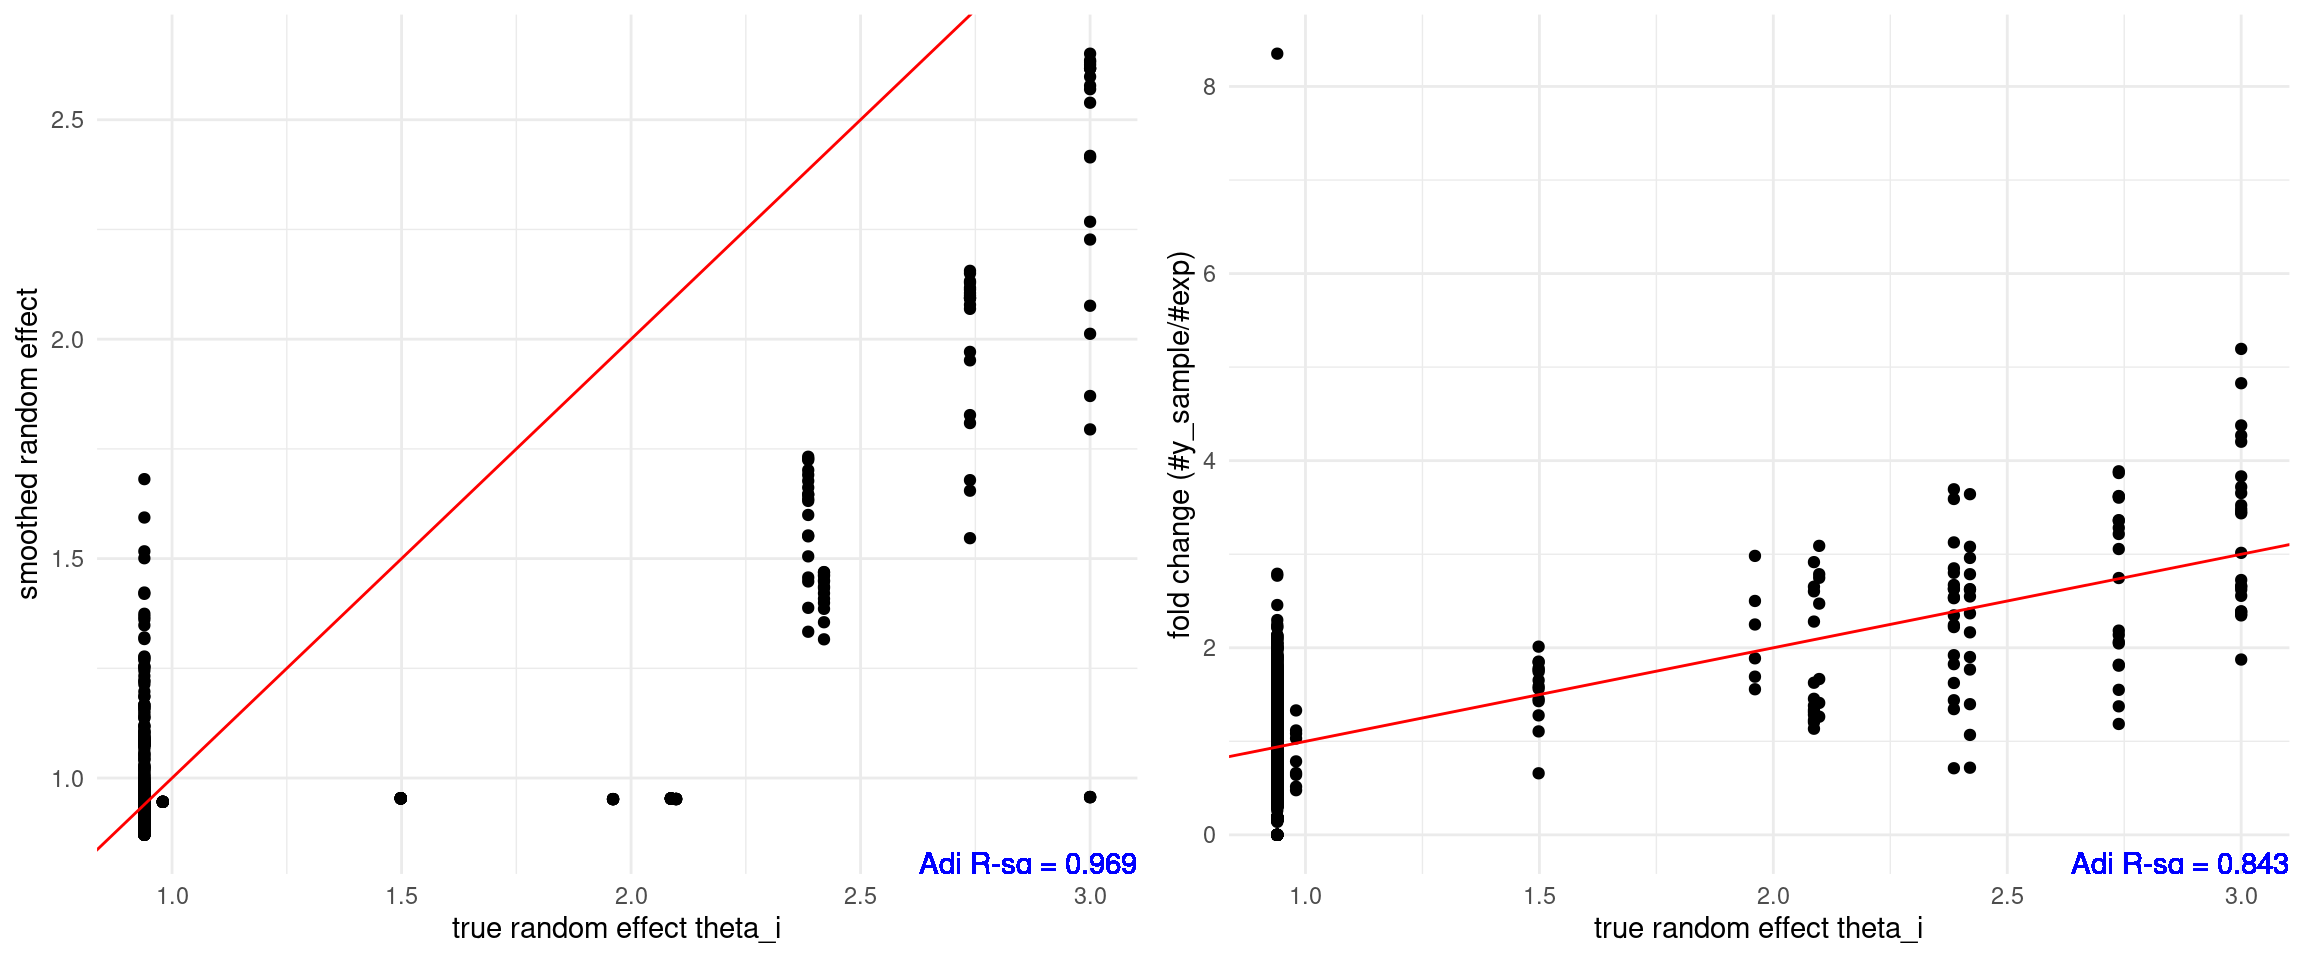 smoothed random effect
2.5
2.0
1.5
1.0
Adj R-sq = 0.969
1.0 1.5 2.0 2.5 3.0
true random effect theta_i
fold change (#y_sample/#exp)
8
6
4
2
0
Adj R-sq = 0.843
1.0 1.5 2.0 2.5 3.0
true random effect theta_i